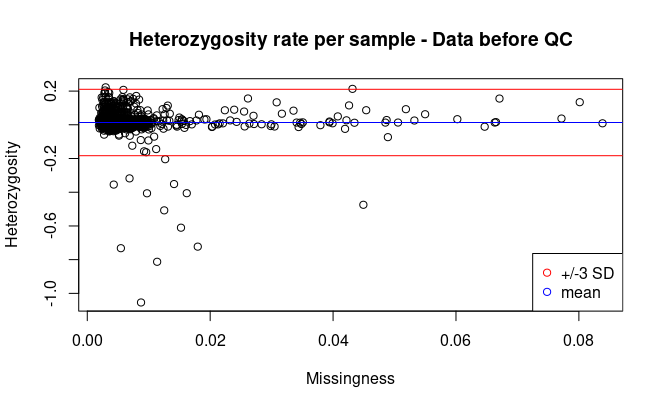 Heterozygosity rate per sample - Data before QC
Heterozygosity
0.2
-0.2
-0.6
-1.0
0.00 0.02 0.04 0.06 0.08
Missingness
+/-3 SD
mean